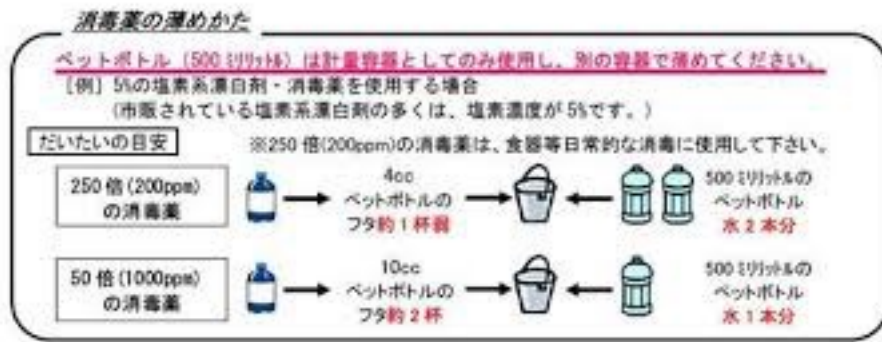 消毒薬の薄めかた
ペットボトル（500ミリリットル）は計量容器としてのみ使用し、別の容器で薄めてください。
［例］5%の塩素系漂白剤・消毒薬を使用する場合
（市販されている塩素系漂白剤の多くは、塩素濃度が5%です。）
だいたいの目安
※250倍(200ppm)の消毒薬は、食器等日常的な消毒に使用して下さい。
250倍(200ppm)
の消毒薬
4cc
ペットボトルの
フタ約1杯弱
500ミリリットルの
ペットボトル
水2本分
50倍(1000ppm)
の消毒薬
10cc
ペットボトルの
フタ約2杯
500ミリリットルの
ペットボトル
水1本分